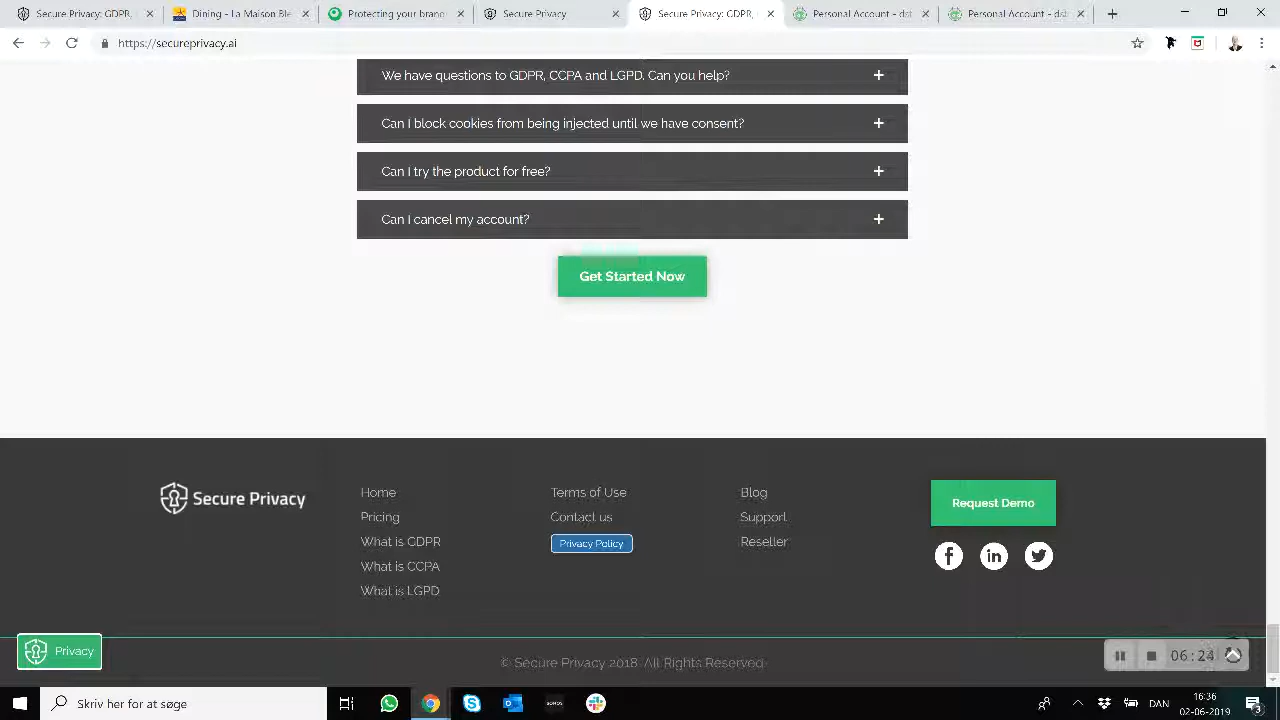 Secure Privacy
Dining – La Maison Ble
Protecting your bran
Secure Privacy
Secure Privacy: GDPR,
Personal Account - dat
Personal Account - dat
https://secureprivacy.ai
We have questions to GDPR, CCPA and LGPD. Can you help?
Can I block cookies from being injected until we have consent?
Can I try the product for free?
Can I cancel my account?
Get Started Now
Secure Privacy
Home
Pricing
What is GDPR
What is CCPA
What is LGPD
Terms of Use
Contact us
Privacy Policy
Blog
Support
Reseller
Request Demo
Privacy
© Secure Privacy 2018. All Rights Reserved
06:24
Skriv her for at søge
SONOS
DAN
16:36
02-06-2019
3